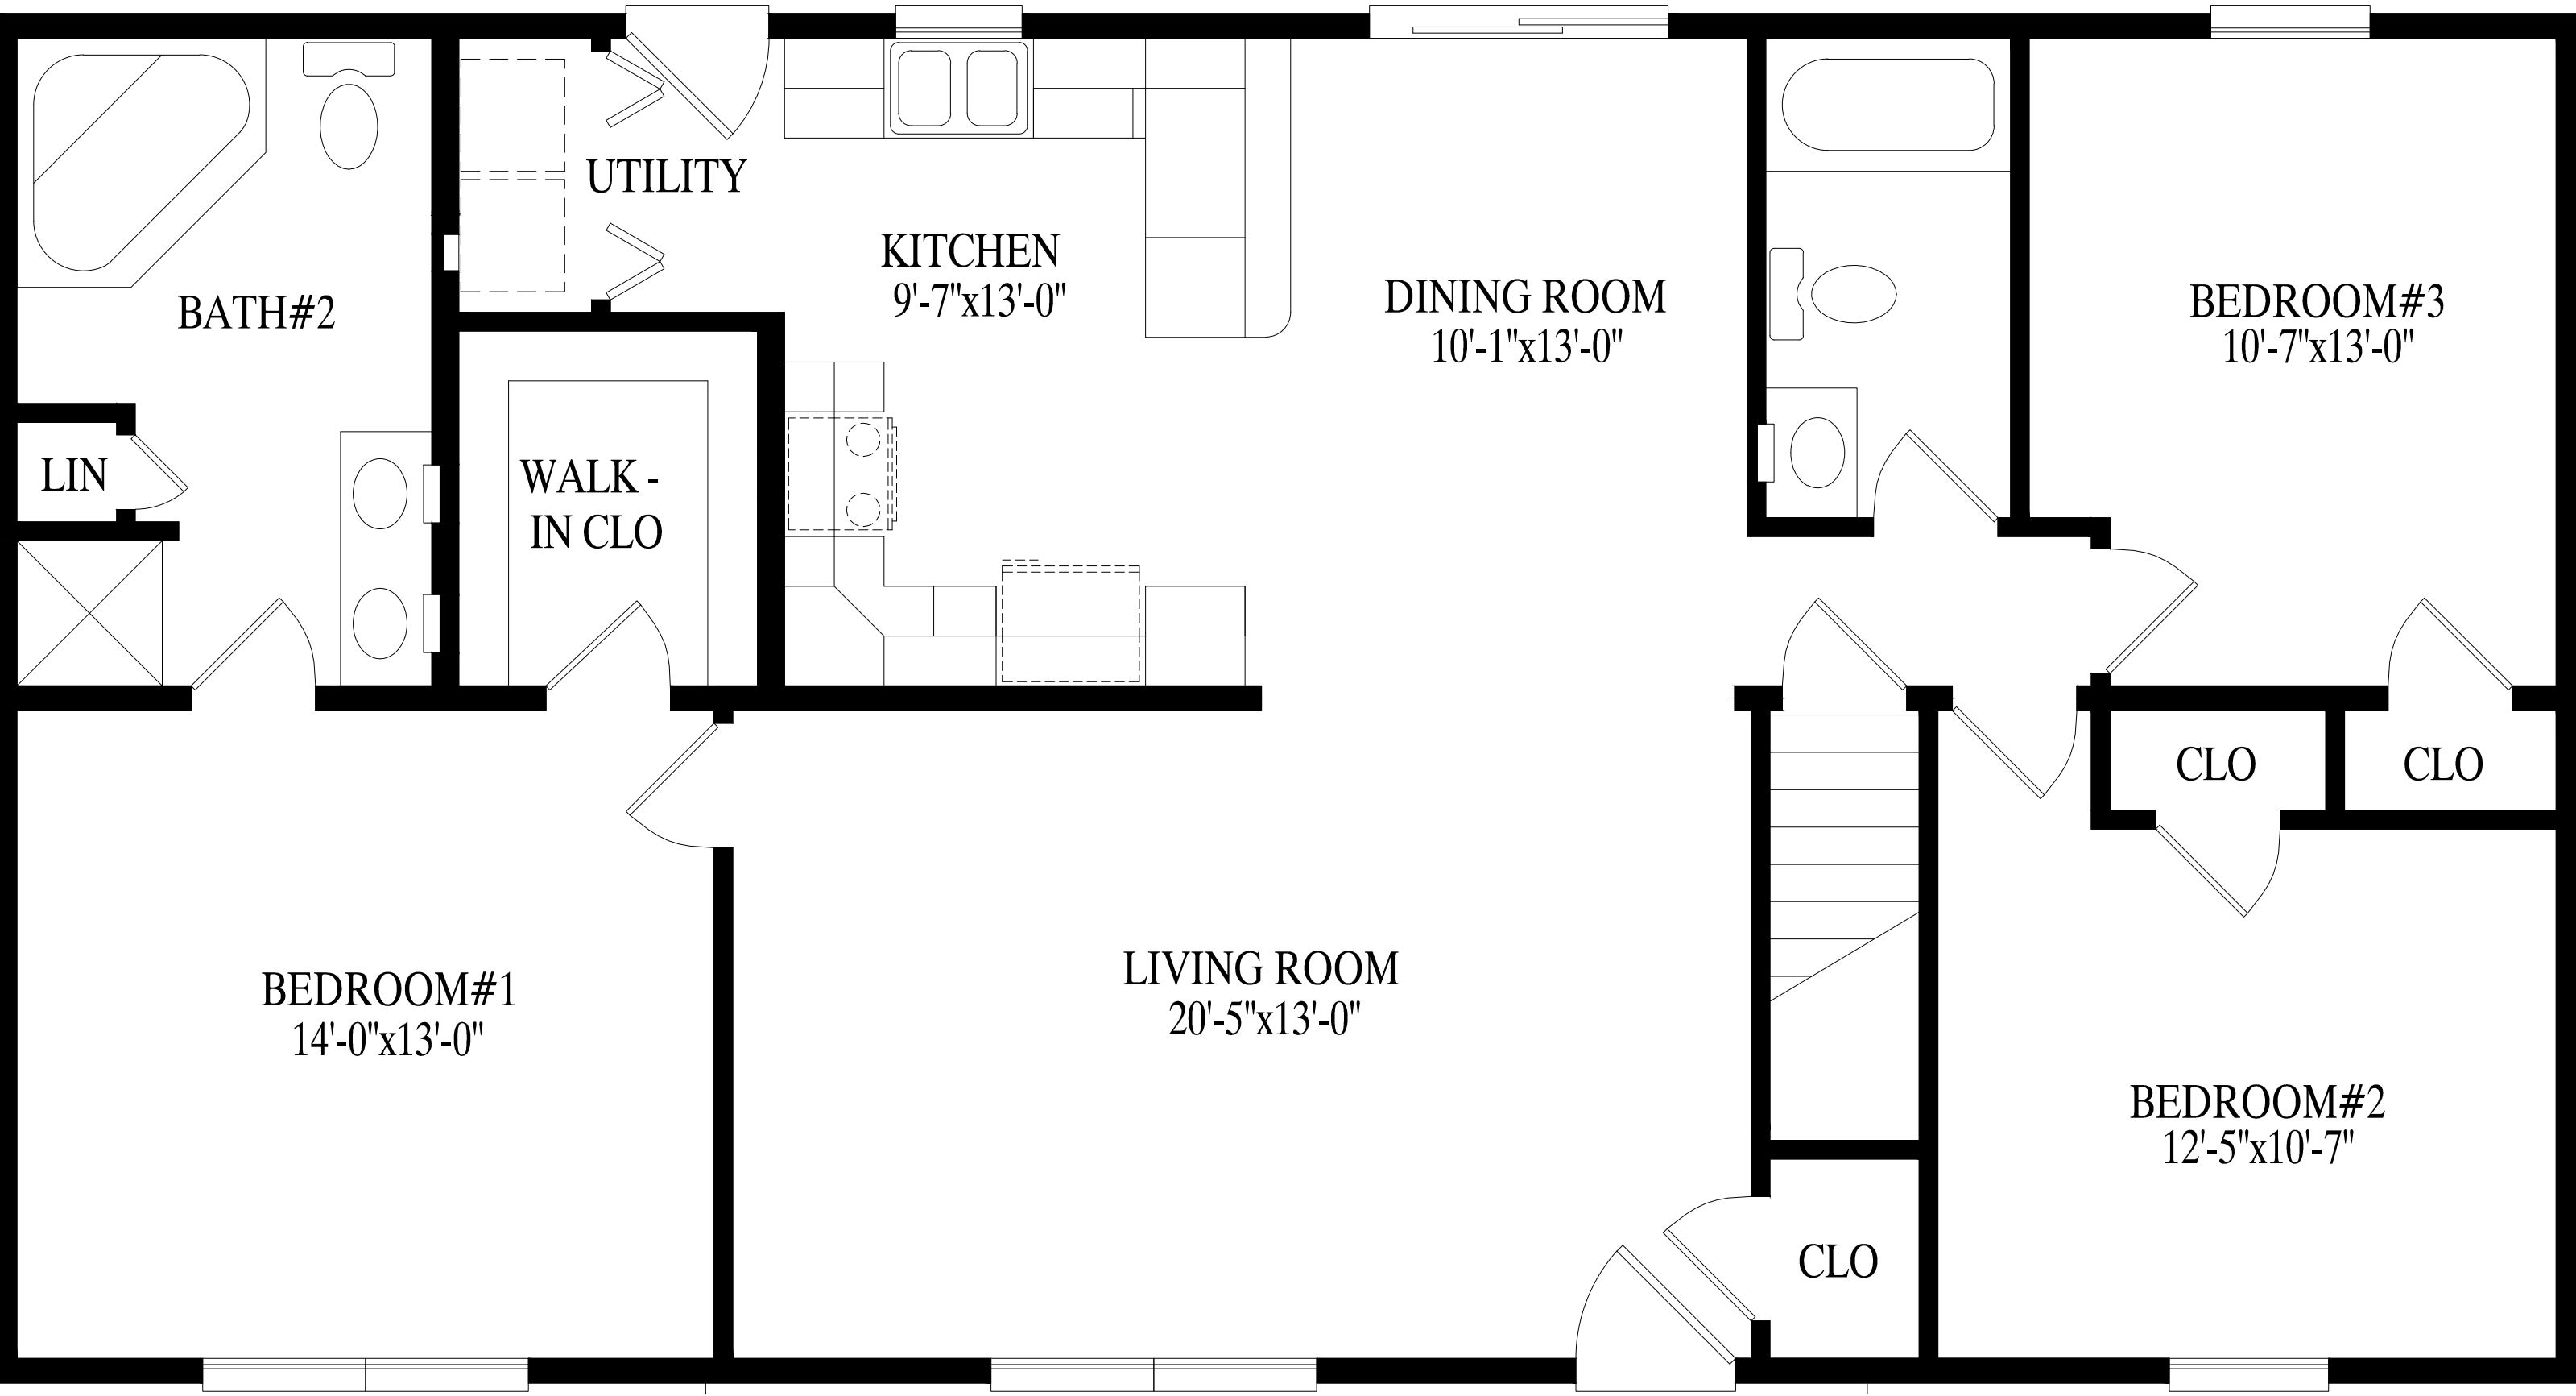 UTILITY
KITCHEN
9'-7"x13'-0"
DINING ROOM
10'-1"x13'-0"
BEDROOM#3
10'-7"x13'-0"
BATH#2
LIN
WALK -
IN CLO
CLO
CLO
BEDROOM#1
14'-0"x13'-0"
LIVING ROOM
20'-5"x13'-0"
BEDROOM#2
12'-5"x10'-7"
CLO